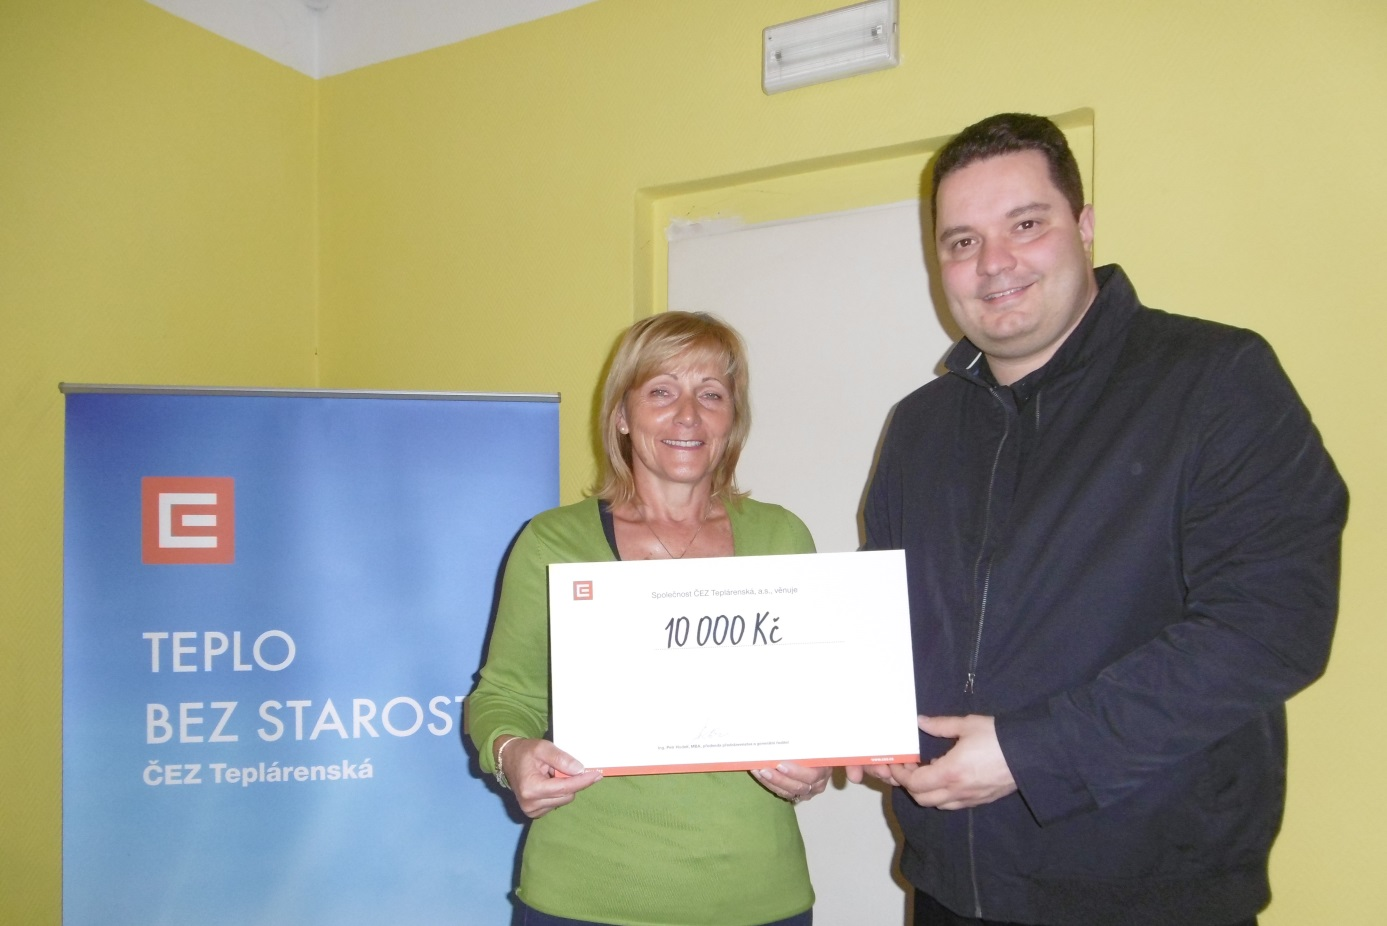 TEPLO
BEZ STAROST
ČEZ Teplárenská
Společnost ČEZ Teplárenská, a.s., věnuje
10 000 Kč